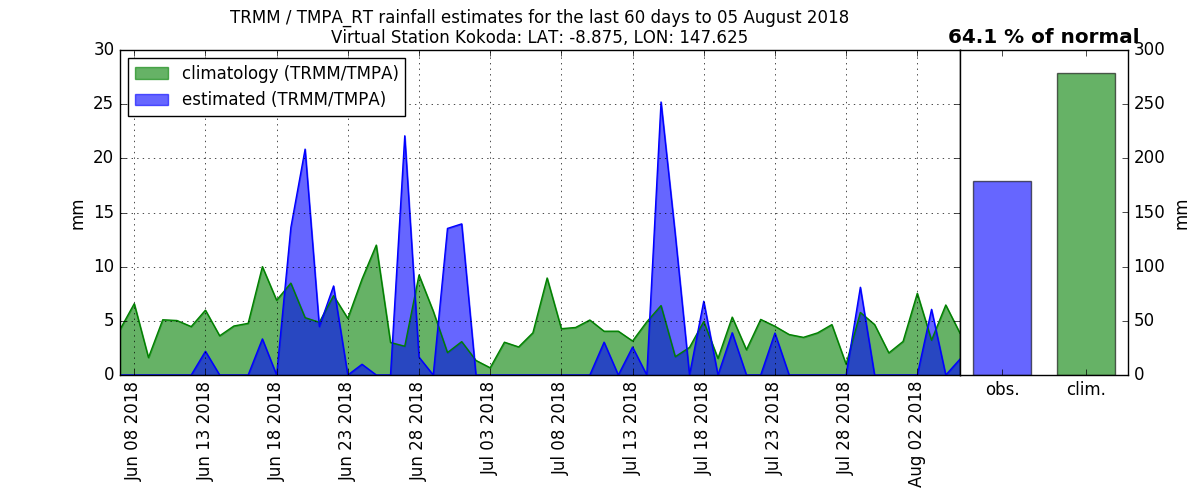 TRMM / TMPA_RT rainfall estimates for the last 60 days to 05 August 2018
Virtual Station Kokoda: LAT: -8.875, LON: 147.625
64.1 % of normal
climatology (TRMM/TMPA)
estimated (TRMM/TMPA)
30
25
20
15
10
5
0
mm
Jun 08 2018
Jun 13 2018
Jun 18 2018
Jun 23 2018
Jun 28 2018
Jul 03 2018
Jul 08 2018
Jul 13 2018
Jul 18 2018
Jul 23 2018
Jul 28 2018
Aug 02 2018
obs.
clim.
300
250
200
150
100
50
0
mm